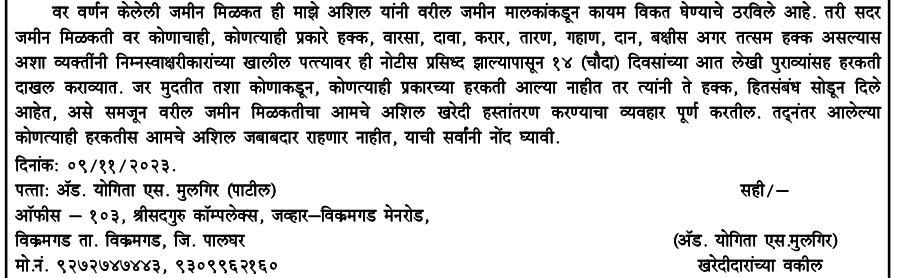 वर वर्णन केलेली जमीन मिळकत ही माझे अशिल यांनी वरील जमीन मालकांकडून कायम विकत घेण्याचे ठरविले आहे. तरी सदर
जमीन मिळकती वर कोणाचाही, कोणत्याही प्रकारे हक्क, वारसा, दावा, करार, तारण, गहाण, दान, बक्षीस अगर तत्सम हक्क असल्यास
अशा व्यक्तींनी निम्नस्वाक्षरीकारांच्या खालील पत्त्यावर ही नोटीस प्रसिध्द झाल्यापासून १४ (चौदा) दिवसांच्या आत लेखी पुराव्यांसह हरकती
दाखल कराव्यात. जर मुदतीत तशा कोणाकडून, कोणत्याही प्रकारच्या हरकती आल्या नाहीत तर त्यांनी ते हक्क, हितसंबंध सोडून दिले
आहेत, असे समजून वरील जमीन मिळकतीचा आमचे अशिल खरेदी हस्तांतरण करण्याचा व्यवहार पूर्ण करतील. तद्नंतर आलेल्या
कोणत्याही हरकतीस आमचे अशिल जबाबदार राहणार नाहीत, याची सर्वांनी नोंद घ्यावी.
दिनांक: ०९/११/२०२३.
पत्ता: ॲड. योगिता एस. मुलगिर (पाटील) सही/—
ऑफीस – १०३, श्रीसदगुरु कॉम्पलेक्स, जव्हार–विक्रमगड मेनरोड,
विक्रमगड ता. विक्रमगड, जि. पालघर (ॲड. योगिता एस.मुलगिर)
मो.नं. ९२७२७४७४४३, ९३०९९६२१६० खरेदीदारांच्या वकील